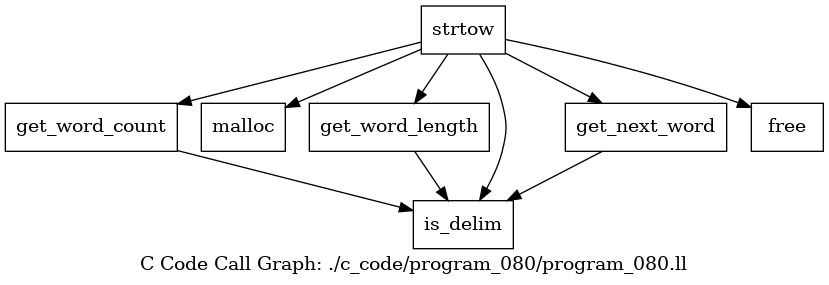 strtow
get_word_count
malloc
get_word_length
get_next_word
free
is_delim
C Code Call Graph: ./c_code/program_080/program_080.ll